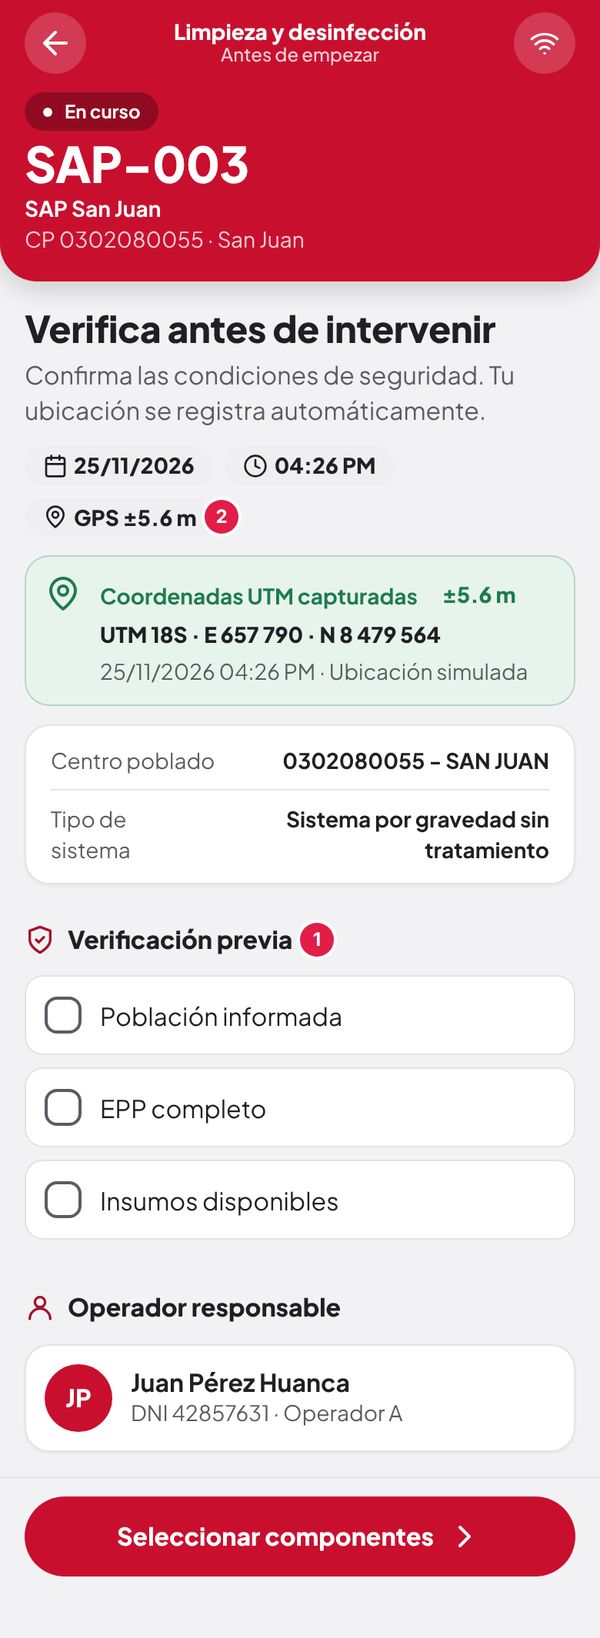 Limpieza y desinfección
Antes de empezar
En curso
SAP-003
SAP San Juan
CP 0302080055 · San Juan
Verifica antes de intervenir
Confirma las condiciones de seguridad. Tu
ubicación se registra automáticamente.
25/11/2026
04:26 PM
GPS ±5.6 m 2
Coordenadas UTM capturadas ±5.6 m
UTM 18S · E 657 790 · N 8 479 564
25/11/2026 04:26 PM · Ubicación simulada
Centro poblado 0302080055 - SAN JUAN
Tipo de Sistema por gravedad sin
sistema tratamiento
Verificación previa 1
Población informada
EPP completo
Insumos disponibles
Operador responsable
JP
Juan Pérez Huanca
DNI 42857631 · Operador A
Seleccionar componentes